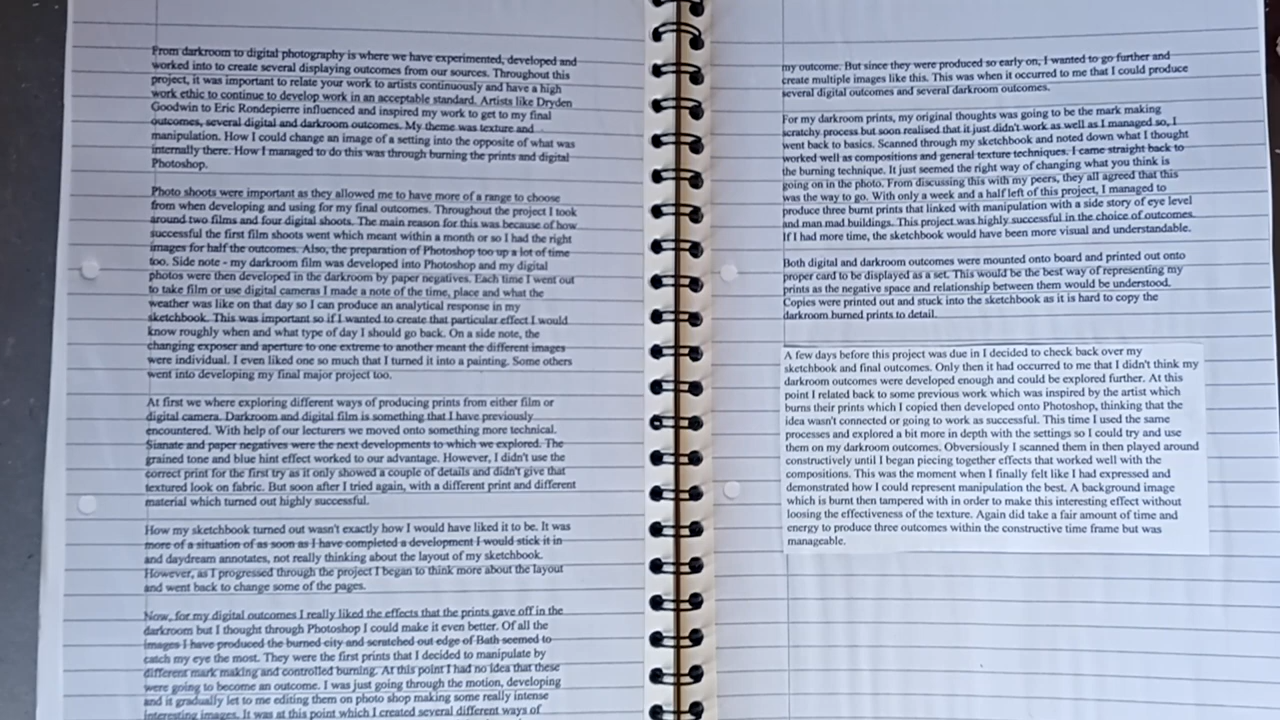 From darkroom to digital photography is where we have experimented, developed and
worked into to create several displaying outcomes from our sources. Throughout this
project, it was important to relate your work to artists continuously and have a high
work ethic to continue to develop work in an acceptable standard. Artists like Dryden
Goodwin to Eric Rondepierre influenced and inspired my work to get to my final
outcomes, several digital and darkroom outcomes. My theme was texture and
manipulation. How I could change an image of a setting into the opposite of what was
internally there. How I managed to do this was through burning the prints and digital
Photoshop.
Photo shoots were important as they allowed me to have more of a range to choose
from when developing and using for my final outcomes. Throughout the project I took
around two films and four digital shoots. The main reason for this was because of how
successful the first film shoots went which meant within a month or so I had the right
images for half the outcomes. Also, the preparation of Photoshop too up a lot of time
too. Side note - my darkroom film was developed into Photoshop and my digital
photos were then developed in the darkroom by paper negatives. Each time I went out
to take film or use digital cameras I made a note of the time, place and what the
weather was like on that day so I can produce an analytical response in my
sketchbook. This was important so if I wanted to create that particular effect I would
know roughly when and what type of day I should go back. On a side note, the
changing exposer and aperture to one extreme to another meant the different images
were individual. I even liked one so much that I turned it into a painting. Some others
went into developing my final major project too.
At first we where exploring different ways of producing prints from either film or
digital camera. Darkroom and digital film is something that I have previously
encountered. With help of our lecturers we moved onto something more technical.
Sianate and paper negatives were the next developments to which we explored. The
grained tone and blue hint effect worked to our advantage. However, I didn't use the
correct print for the first try as it only showed a couple of details and didn't give that
textured look on fabric. But soon after I tried again, with a different print and different
material which turned out highly successful.
How my sketchbook turned out wasn't exactly how I would have liked it to be. It was
more of a situation of as soon as I have completed a development I would stick it in
and daydream annotates, not really thinking about the layout of my sketchbook.
However, as I progressed through the project I began to think more about the layout
and went back to change some of the pages.
Now, for my digital outcomes I really liked the effects that the prints gave off in the
darkroom but I thought through Photoshop I could make it even better. Of all the
images I have produced the burned city and scratched out edge of Bath seemed to
catch my eye the most. They were the first prints that I decided to manipulate by
different mark making and controlled burning. At this point I had no idea that these
were going to become an outcome. I was just going through the motion, developing
and it gradually let to me editing them on photo shop making some really intense
interesting images. It was at this point which I created several different ways of
my outcome. But since they were produced so early on, I wanted to go further and
create multiple images like this. This was when it occurred to me that I could produce
several digital outcomes and several darkroom outcomes.
For my darkroom prints, my original thoughts was going to be the mark making
scratchy process but soon realised that it just didn't work as well as I managed so, I
went back to basics. Scanned through my sketchbook and noted down what I thought
worked well as compositions and general texture techniques. I came straight back to
the burning technique. It just seemed the right way of changing what you think is
going on in the photo. From discussing this with my peers, they all agreed that this
was the way to go. With only a week and a half left of this project, I managed to
produce three burnt prints that linked with manipulation with a side story of eye level
and man mad buildings. This project was highly successful in the choice of outcomes.
If I had more time, the sketchbook would have been more visual and understandable.
Both digital and darkroom outcomes were mounted onto board and printed out onto
proper card to be displayed as a set. This would be the best way of representing my
prints as the negative space and relationship between them would be understood.
Copies were printed out and stuck into the sketchbook as it is hard to copy the
darkroom burned prints to detail.
A few days before this project was due in I decided to check back over my
sketchbook and final outcomes. Only then it had occurred to me that I didn't think my
darkroom outcomes were developed enough and could be explored further. At this
point I related back to some previous work which was inspired by the artist which
burns their prints which I copied then developed onto Photoshop, thinking that the
idea wasn't connected or going to work as successful. This time I used the same
processes and explored a bit more in depth with the settings so I could try and use
them on my darkroom outcomes. Obversiously I scanned them in then played around
constructively until I began piecing together effects that worked well with the
compositions. This was the moment when I finally felt like I had expressed and
demonstrated how I could represent manipulation the best. A background image
which is burnt then tampered with in order to make this interesting effect without
loosing the effectiveness of the texture. Again did take a fair amount of time and
energy to produce three outcomes within the constructive time frame but was
manageable.